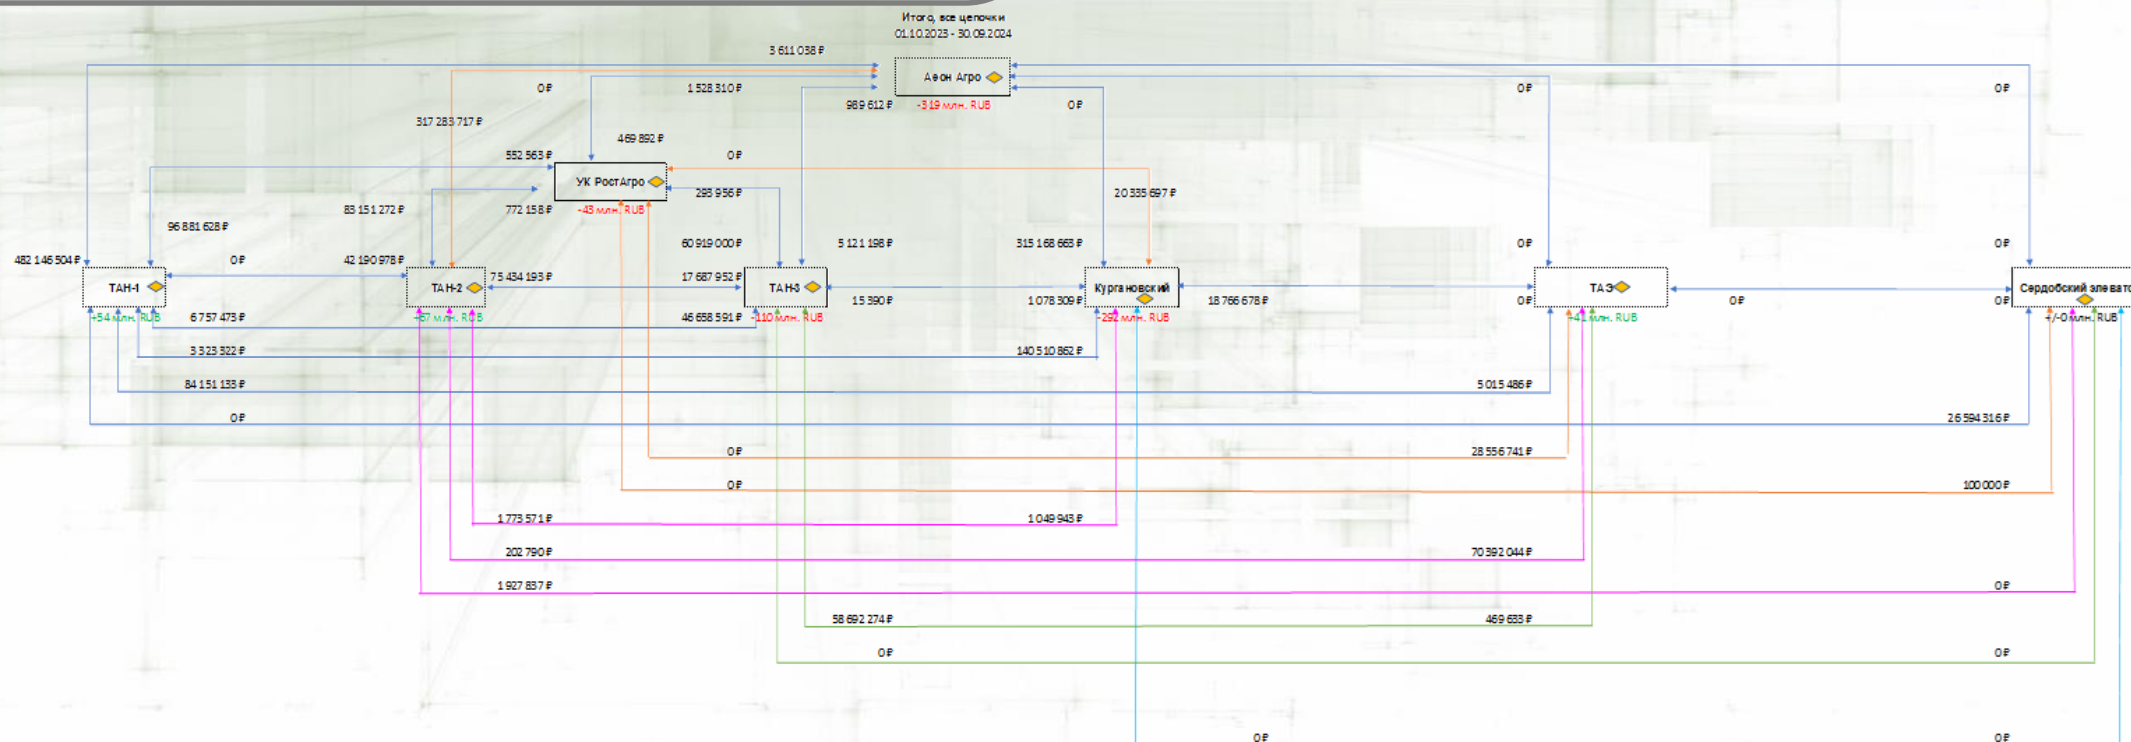 Итого, все цепочки
01.10.2023 - 30.09.2024
3 611 038 ₽
Аеон Агро
0 ₽
1 528 310 ₽
989 612 ₽
-319 млн. RUB
0 ₽
0 ₽
0 ₽
317 283 717 ₽
469 892 ₽
552 563 ₽
0 ₽
УК РостАгро
293 956 ₽
20 335 697 ₽
83 151 272 ₽
772 158 ₽
-43 млн. RUB
96 881 628 ₽
60 919 000 ₽
5 121 198 ₽
315 168 663 ₽
0 ₽
0 ₽
482 146 504 ₽
0 ₽
42 190 978 ₽
75 434 193 ₽
17 687 952 ₽
ТАН-1
ТАН-2
ТАН-3
Кургановский
ТАЭ
Сердобский элевато
15 390 ₽
1 078 309 ₽
18 766 678 ₽
0 ₽
0 ₽
0 ₽
+54 млн. RUB
6 757 473 ₽
+67 млн. RUB
46 658 591 ₽
-110 млн. RUB
-292 млн. RUB
+41 млн. RUB
+/-0 млн. RUB
3 323 322 ₽
140 510 862 ₽
84 151 133 ₽
5 015 486 ₽
0 ₽
26 594 316 ₽
0 ₽
28 556 741 ₽
0 ₽
100 000 ₽
1 773 571 ₽
1 049 943 ₽
202 790 ₽
70 392 044 ₽
1 927 837 ₽
0 ₽
58 692 274 ₽
469 633 ₽
0 ₽
0 ₽
0 ₽
0 ₽